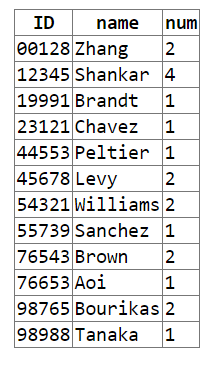 ID name num
00128 Zhang 2
12345 Shankar 4
19991 Brandt 1
23121 Chavez 1
44553 Peltier 1
45678 Levy 2
54321 Williams 2
55739 Sanchez 1
76543 Brown 2
76653 Aoi 1
98765 Bourikas 2
98988 Tanaka 1